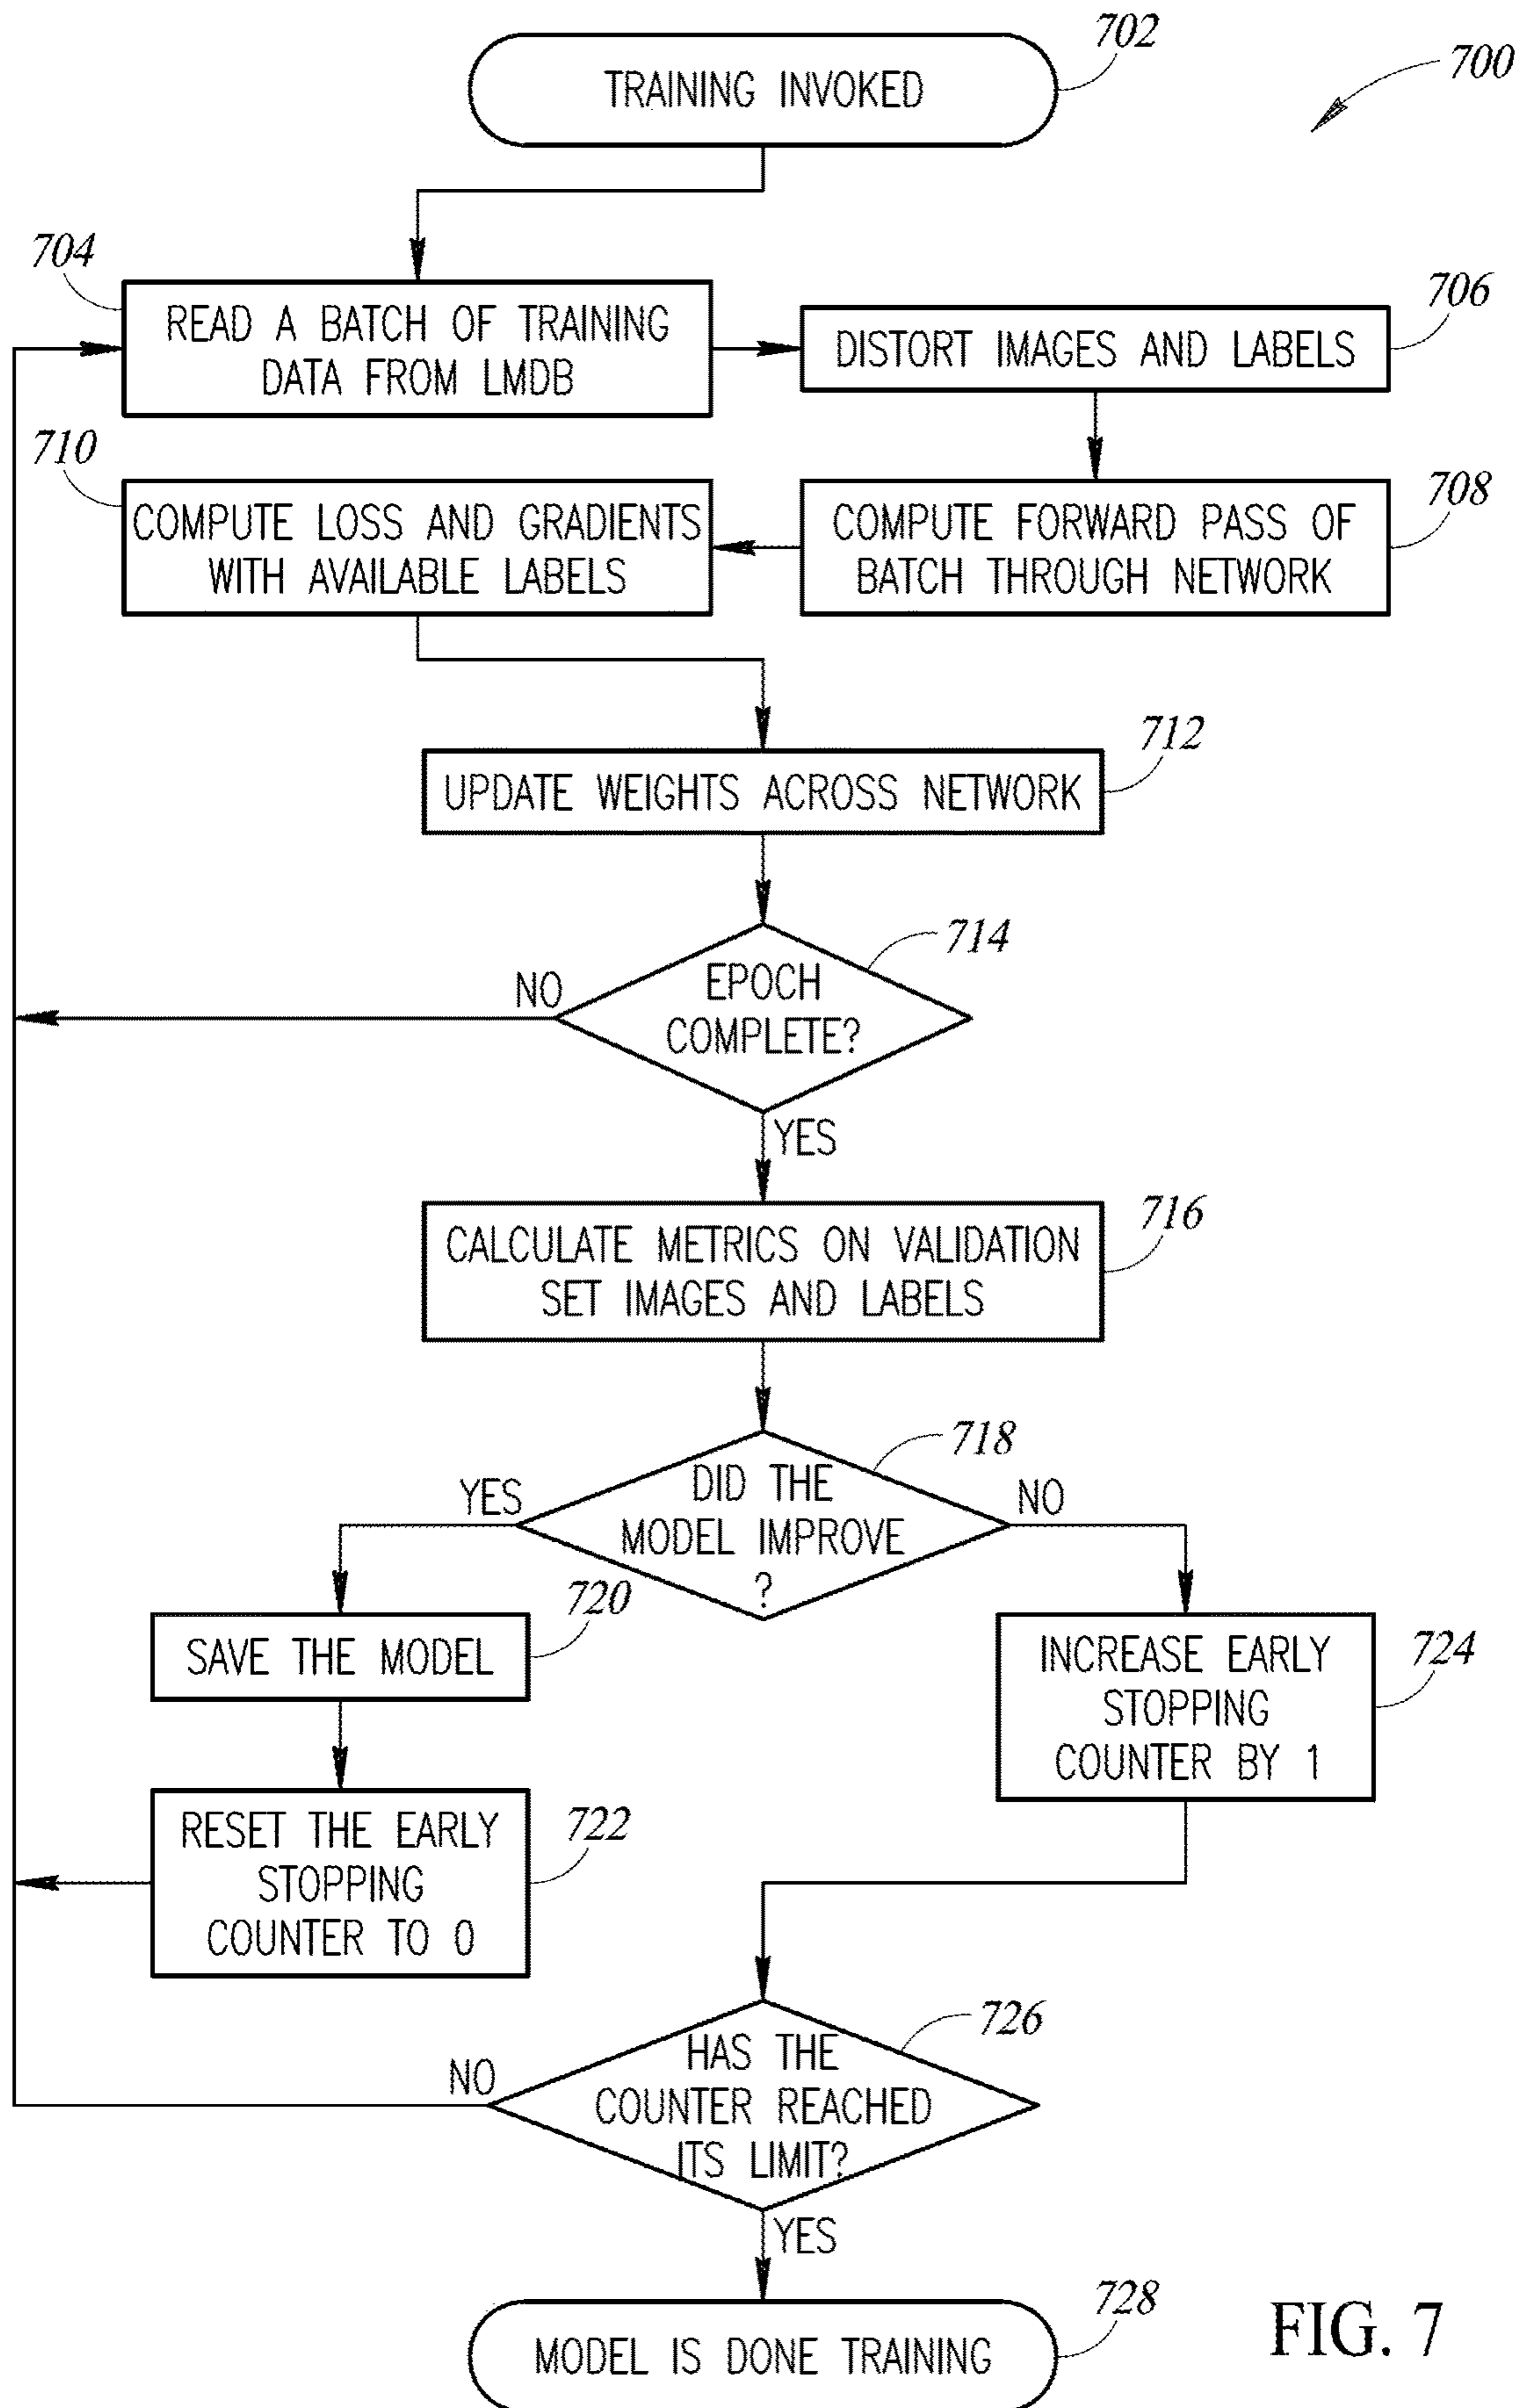 702
700
TRAINING INVOKED
704
READ A BATCH OF TRAINING
DATA FROM LMDB
706
DISTORT IMAGES AND LABELS
710
COMPUTE LOSS AND GRADIENTS
WITH AVAILABLE LABELS
708
COMPUTE FORWARD PASS OF
BATCH THROUGH NETWORK
712
UPDATE WEIGHTS ACROSS NETWORK
714
NO
EPOCH
COMPLETE?
YES
716
CALCULATE METRICS ON VALIDATION
SET IMAGES AND LABELS
718
YES
DID THE
MODEL IMPROVE
?
NO
720
SAVE THE MODEL
724
INCREASE EARLY
STOPPING
COUNTER BY 1
722
RESET THE EARLY
STOPPING
COUNTER TO 0
726
NO
HAS THE
COUNTER REACHED
ITS LIMIT?
YES
728
MODEL IS DONE TRAINING
FIG. 7